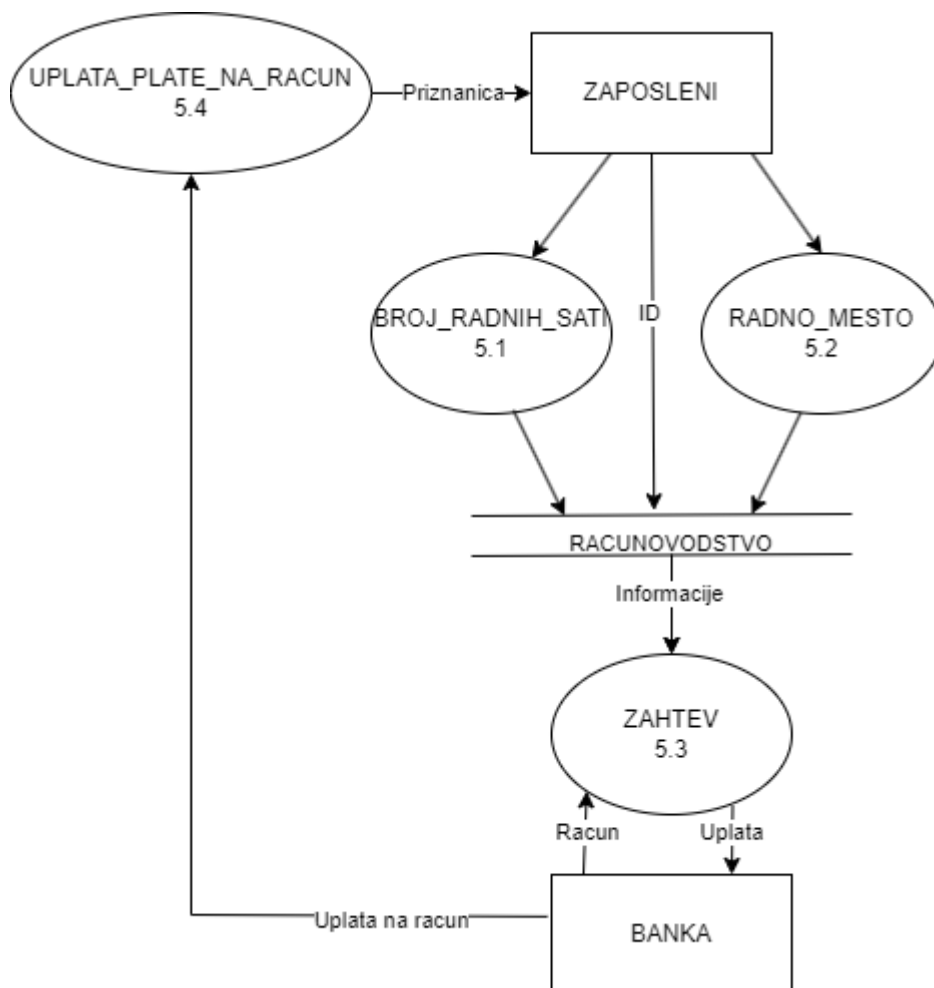 UPLATA_PLATE_NA_RACUN
5.4
Priznanica
ZAPOSLENI
BROJ_RADNIH_SATI
5.1
ID
RADNO_MESTO
5.2
RACUNOVODSTVO
Informacije
ZAHTEV
5.3
Racun
Uplata
Uplata na racun
BANKA